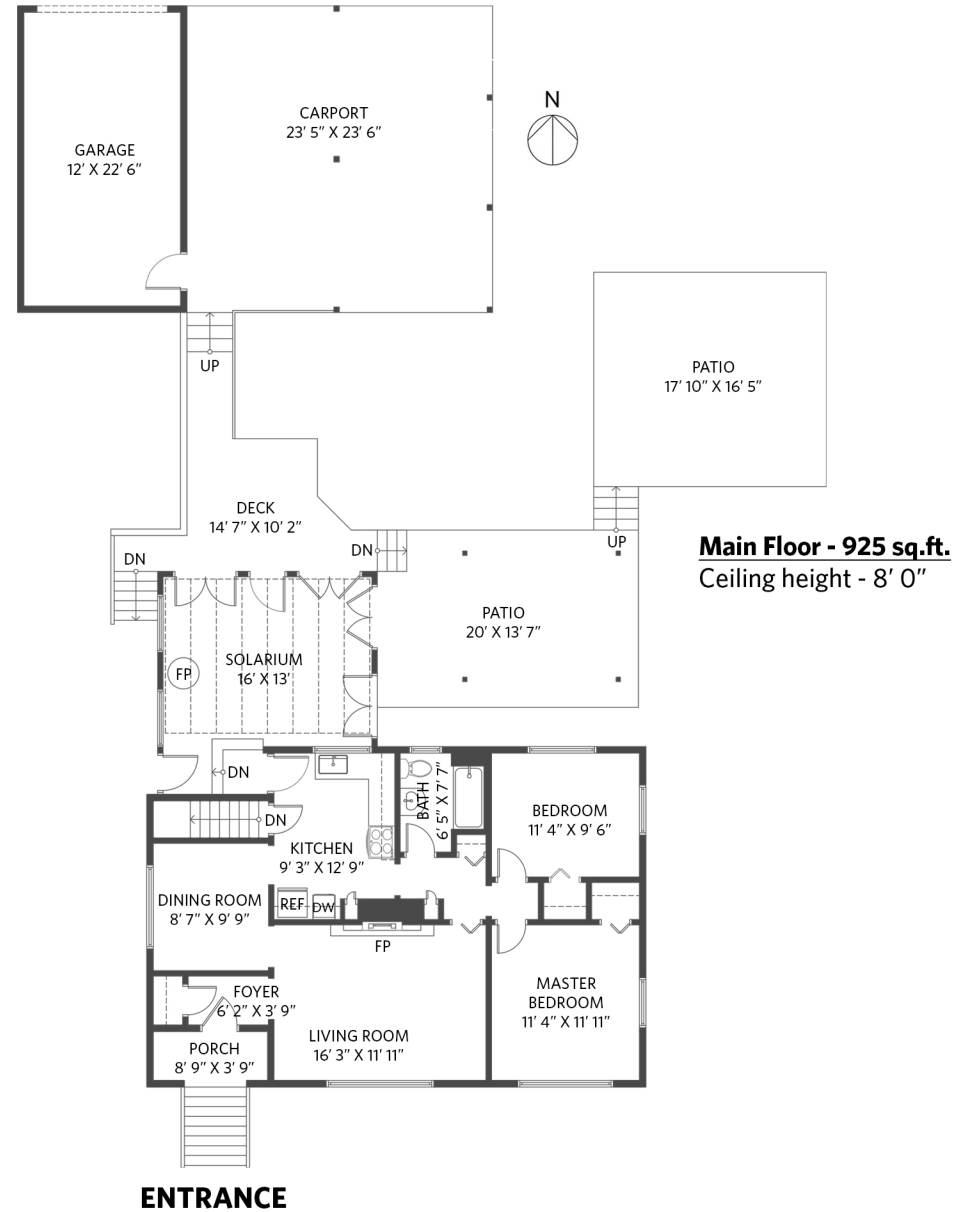 CARPORT
23’ 5” X 23’ 6”
N
GARAGE
12’ X 22’ 6”
UP
PATIO
17’ 10” X 16’ 5”
DECK
14’ 7” X 10’ 2”
DN
DN
UP
Main Floor - 925 sq.ft.
Ceiling height - 8’ 0”
PATIO
20’ X 13’ 7”
SOLARIUM
16’ X 13’
FP
DN
BATH
6’ 5” X 7’ 7”
BEDROOM
11’ 4” X 9’ 6”
DN
KITCHEN
9’ 3” X 12’ 9”
DINING ROOM
8’ 7” X 9’ 9”
REF
DW
FP
FOYER
6’ 2” X 3’ 9”
MASTER
BEDROOM
11’ 4” X 11’ 11”
LIVING ROOM
16’ 3” X 11’ 11”
PORCH
8’ 9” X 3’ 9”
ENTRANCE